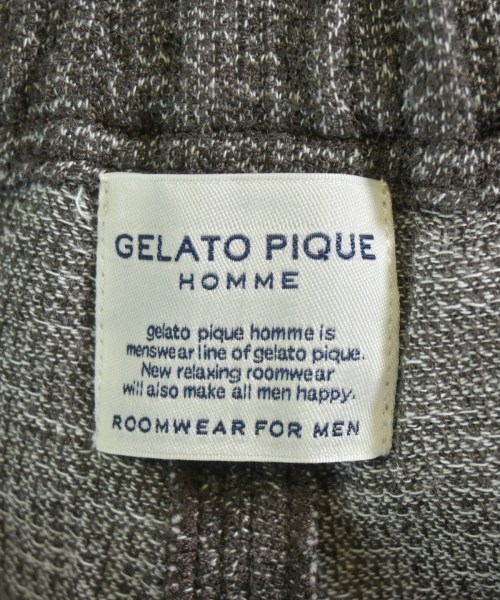 GELATO PIQUE
HOMME
gelato pique homme is
menswear line of gelato pique.
New relaxing roomwear
will also make all men happy.
ROOMWEAR FOR MEN